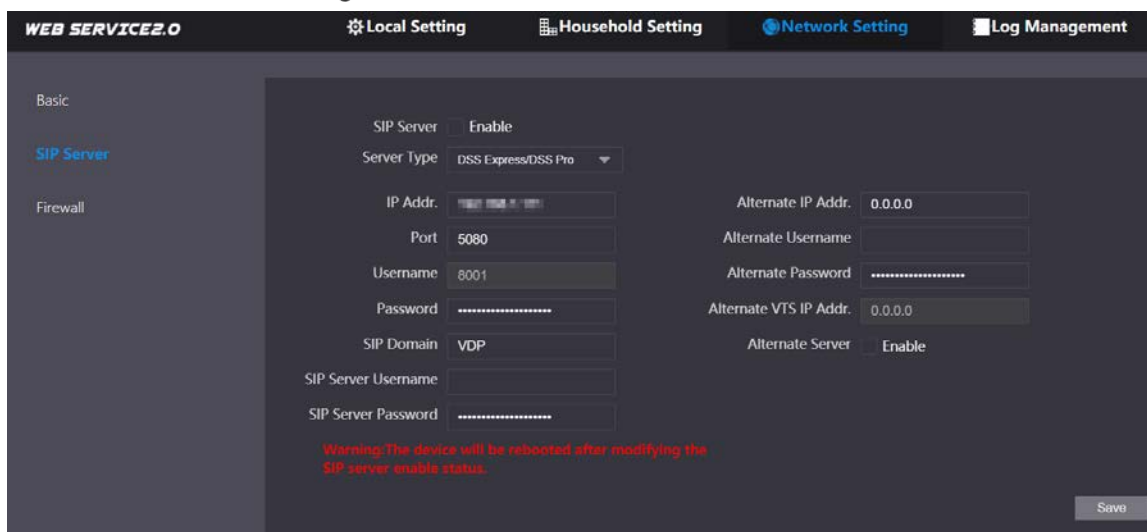 WEB SERVICE2.0 Local Setting Household Setting Network Setting Log Management
Basic
SIP Server
Firewall
SIP Server Enable
Server Type DSS Express/DSS Pro
IP Addr. Alternate IP Addr. 0.0.0.0
Port 5080 Alternate Username
Username 8001 Alternate Password ••••••••••••••••••••
Password •••••••••••••••••••• Alternate VTS IP Addr. 0.0.0.0
SIP Domain VDP Alternate Server Enable
SIP Server Username
SIP Server Password ••••••••••••••••••••
Warning:The device will be rebooted after modifying the
SIP server enable status.
Save